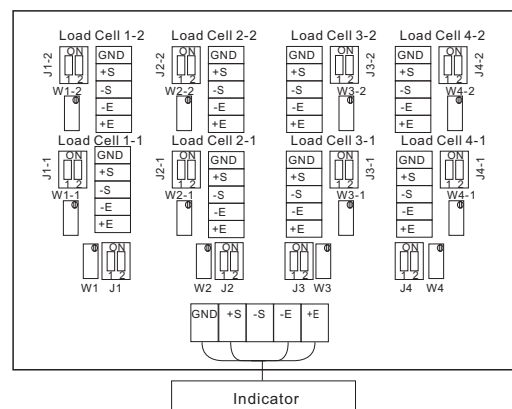 Load Cell 1-2 Load Cell 2-2 Load Cell 3-2 Load Cell 4-2
J1-2 ON 1 2 W1-2 GND +S -S -E +E
J2-2 ON 1 2 W2-2 GND +S -S -E +E
GND +S -S -E +E ON 1 2 J3-2 W3-2
GND +S -S -E +E ON 1 2 J4-2 W4-2
Load Cell 1-1 Load Cell 2-1 Load Cell 3-1 Load Cell 4-1
J1-1 ON 1 2 W1-1 GND +S -S -E +E
J2-1 ON 1 2 W2-1 GND +S -S -E +E
GND +S -S -E +E ON 1 2 J3-1 W3-1
GND +S -S -E +E ON 1 2 J4-1 W4-1
ON 1 2 ON 1 2 ON 1 2 ON 1 2
W1 J1 W2 J2 J3 W3 J4 W4
GND +S -S -E +E
Indicator